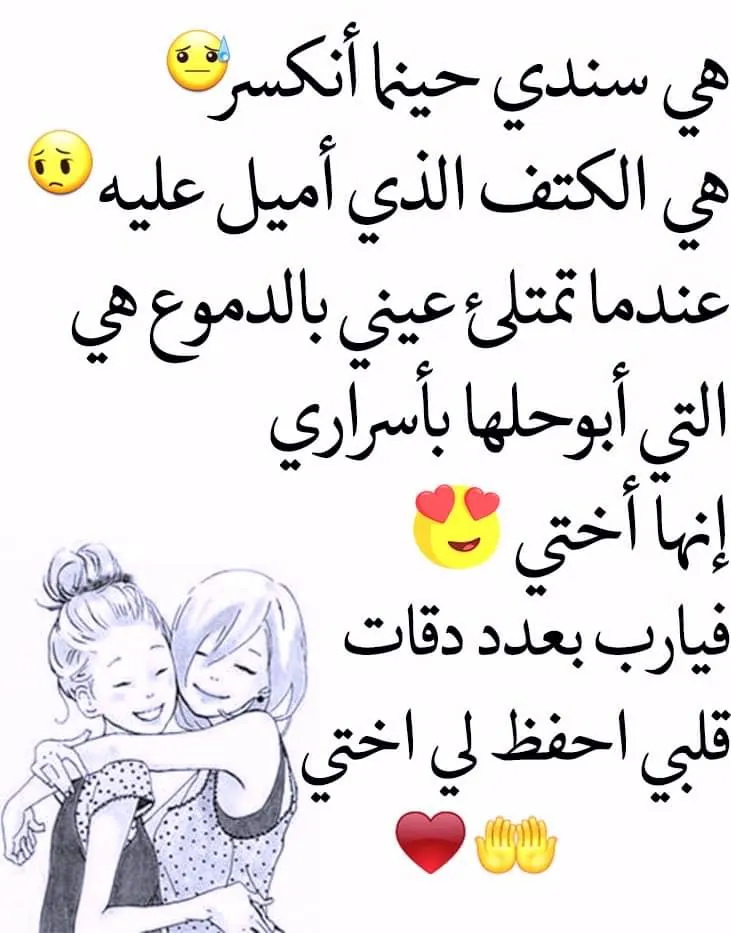 هي سندي حينما أنكسر😓
هي الكتف الذي أميل عليه😔
عندما تمتلئ عيني بالدموع هي
التي أبوحلها بأسراري
إنها أختي 😍
فيارب بعدد دقات
قلبي احفظ لي اختي
🤲❤️